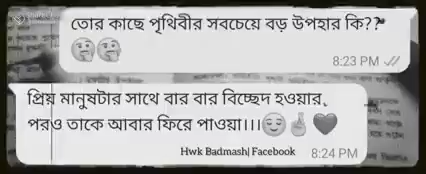 তোর কাছে পৃথিবীর সবচেয়ে বড় উপহার কি??
🤔🤔
8:23 PM
প্রিয় মানুষটার সাথে বার বার বিচ্ছেদ হওয়ার
পরও তাকে আবার ফিরে পাওয়া।।।😌🤞🖤
Hwk Badmash| Facebook
8:24 PM